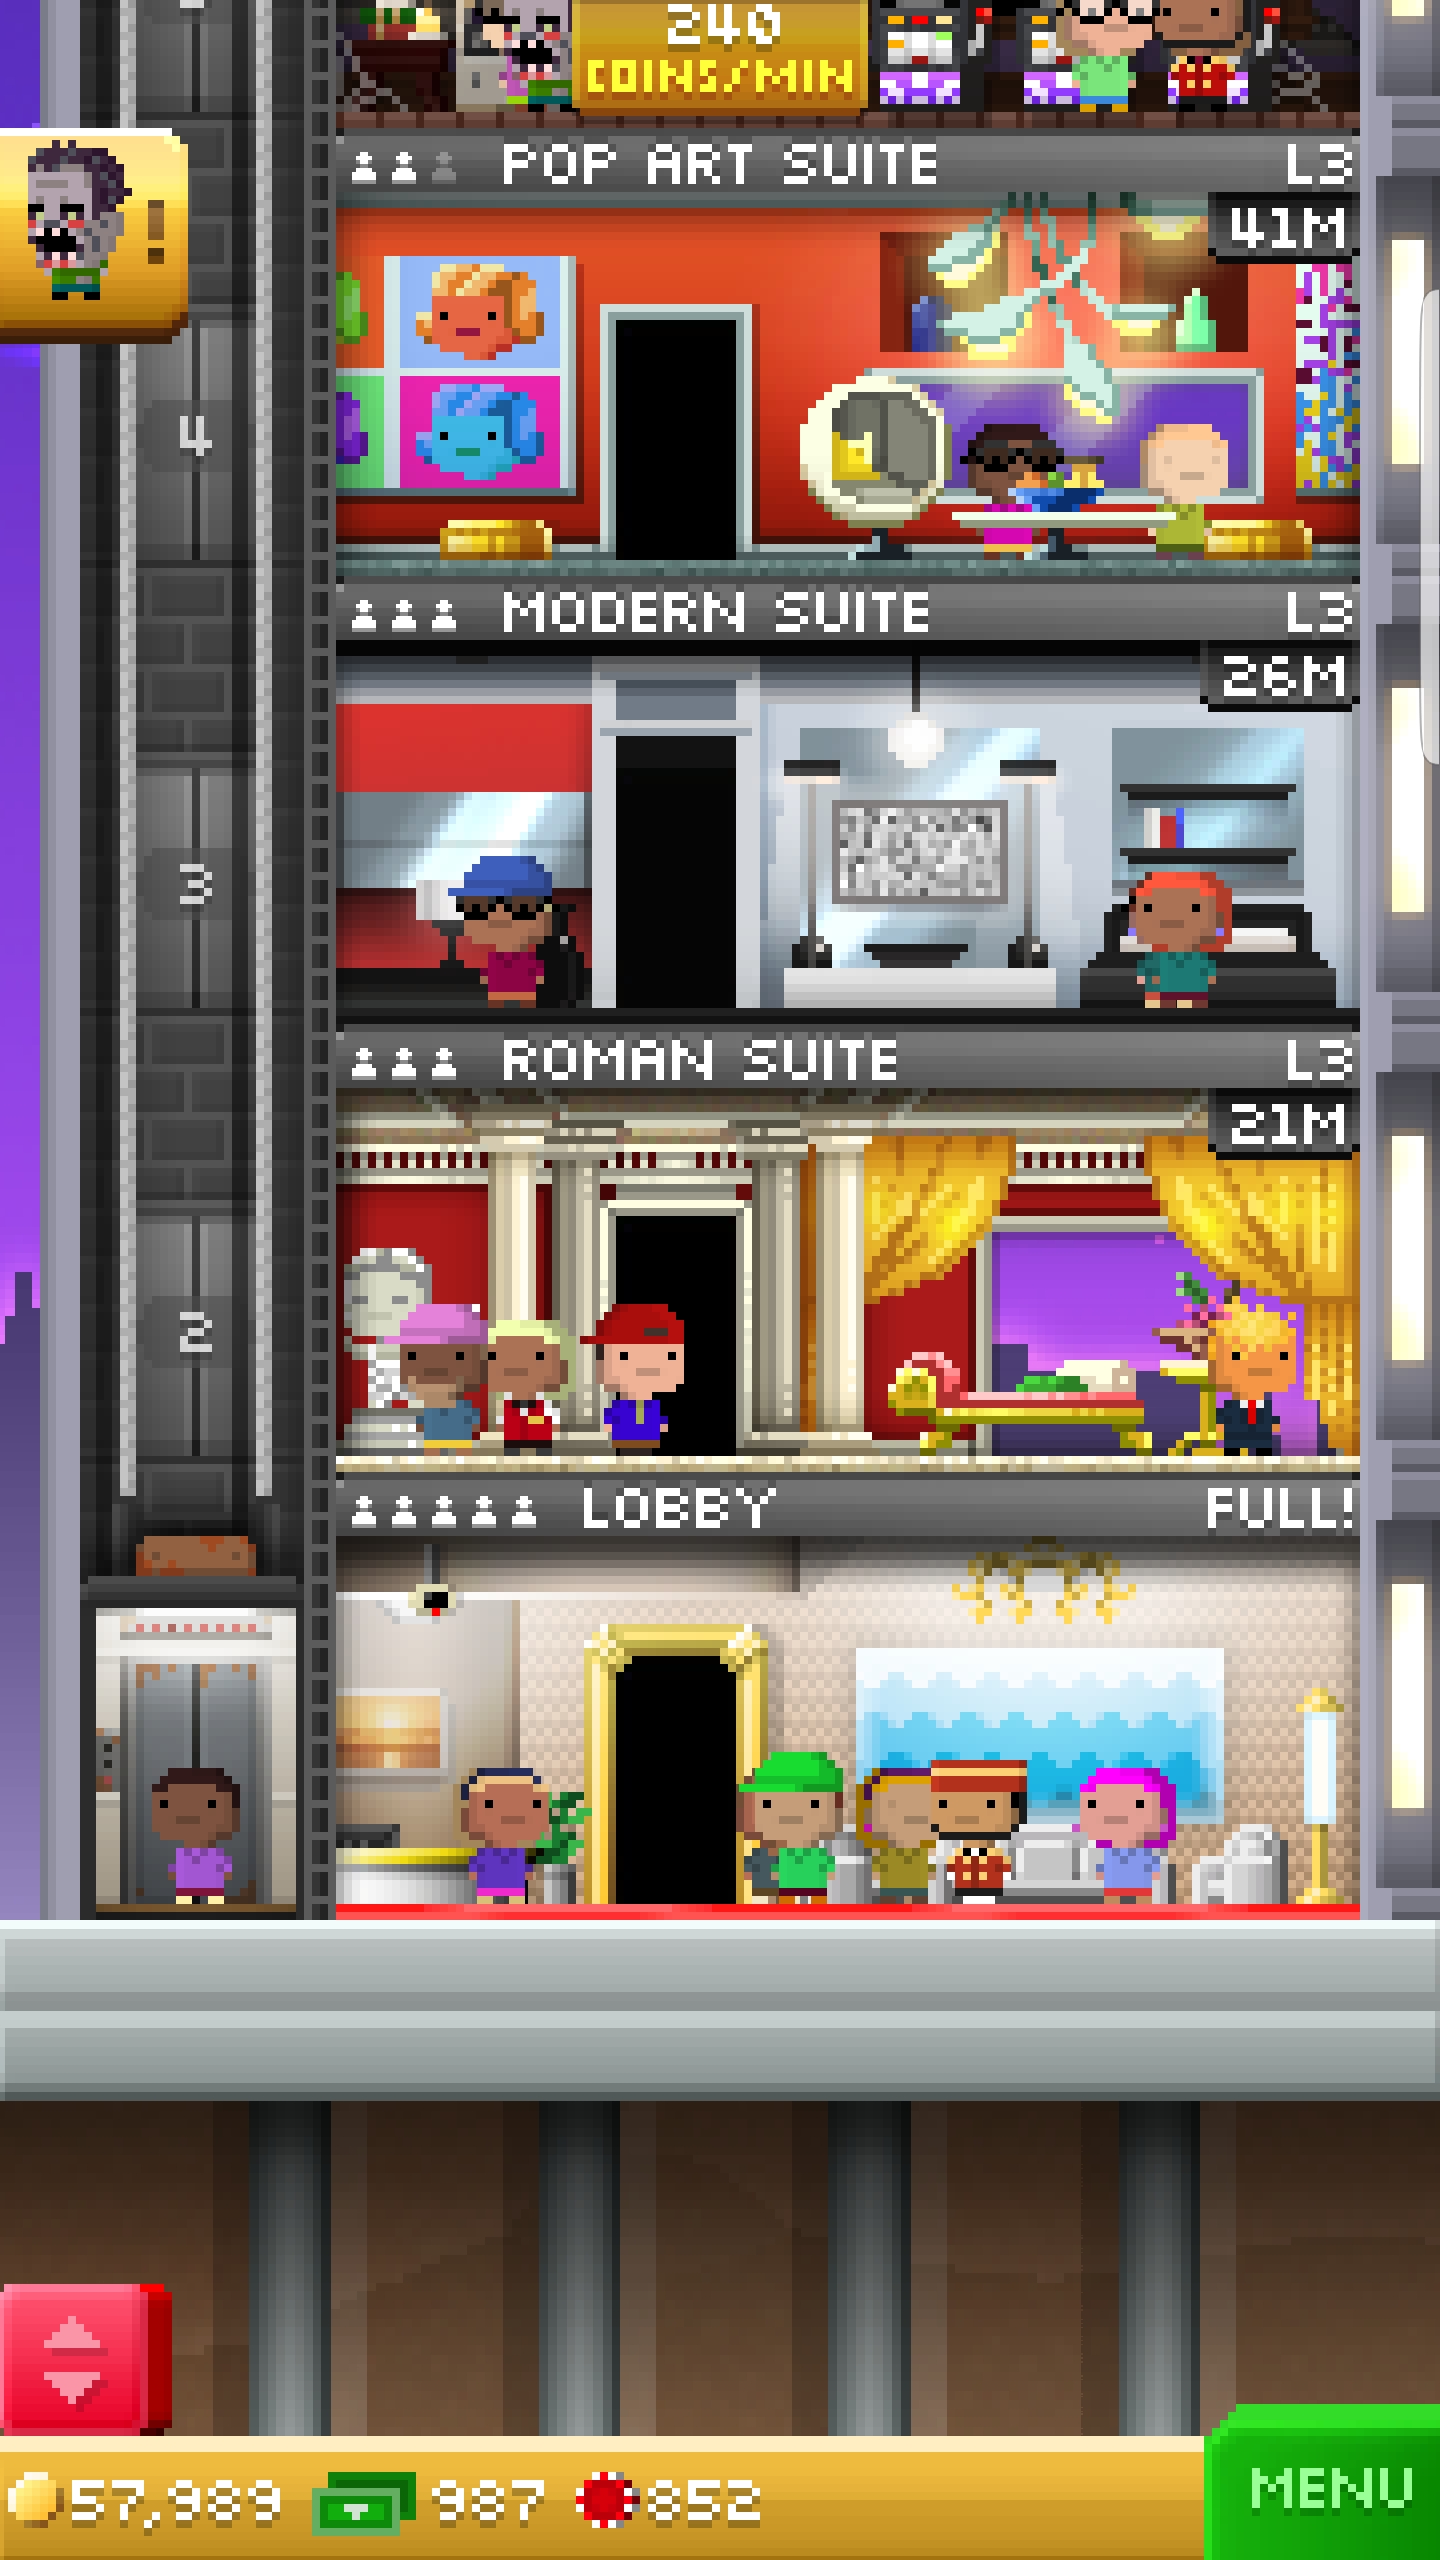 240
COINS/MIN
POP ART SUITE L3
41M
!
4
MODERN SUITE L3
26M
3
ROMAN SUITE L3
21M
2
LOBBY FULL!
57,989 987 852
MENU